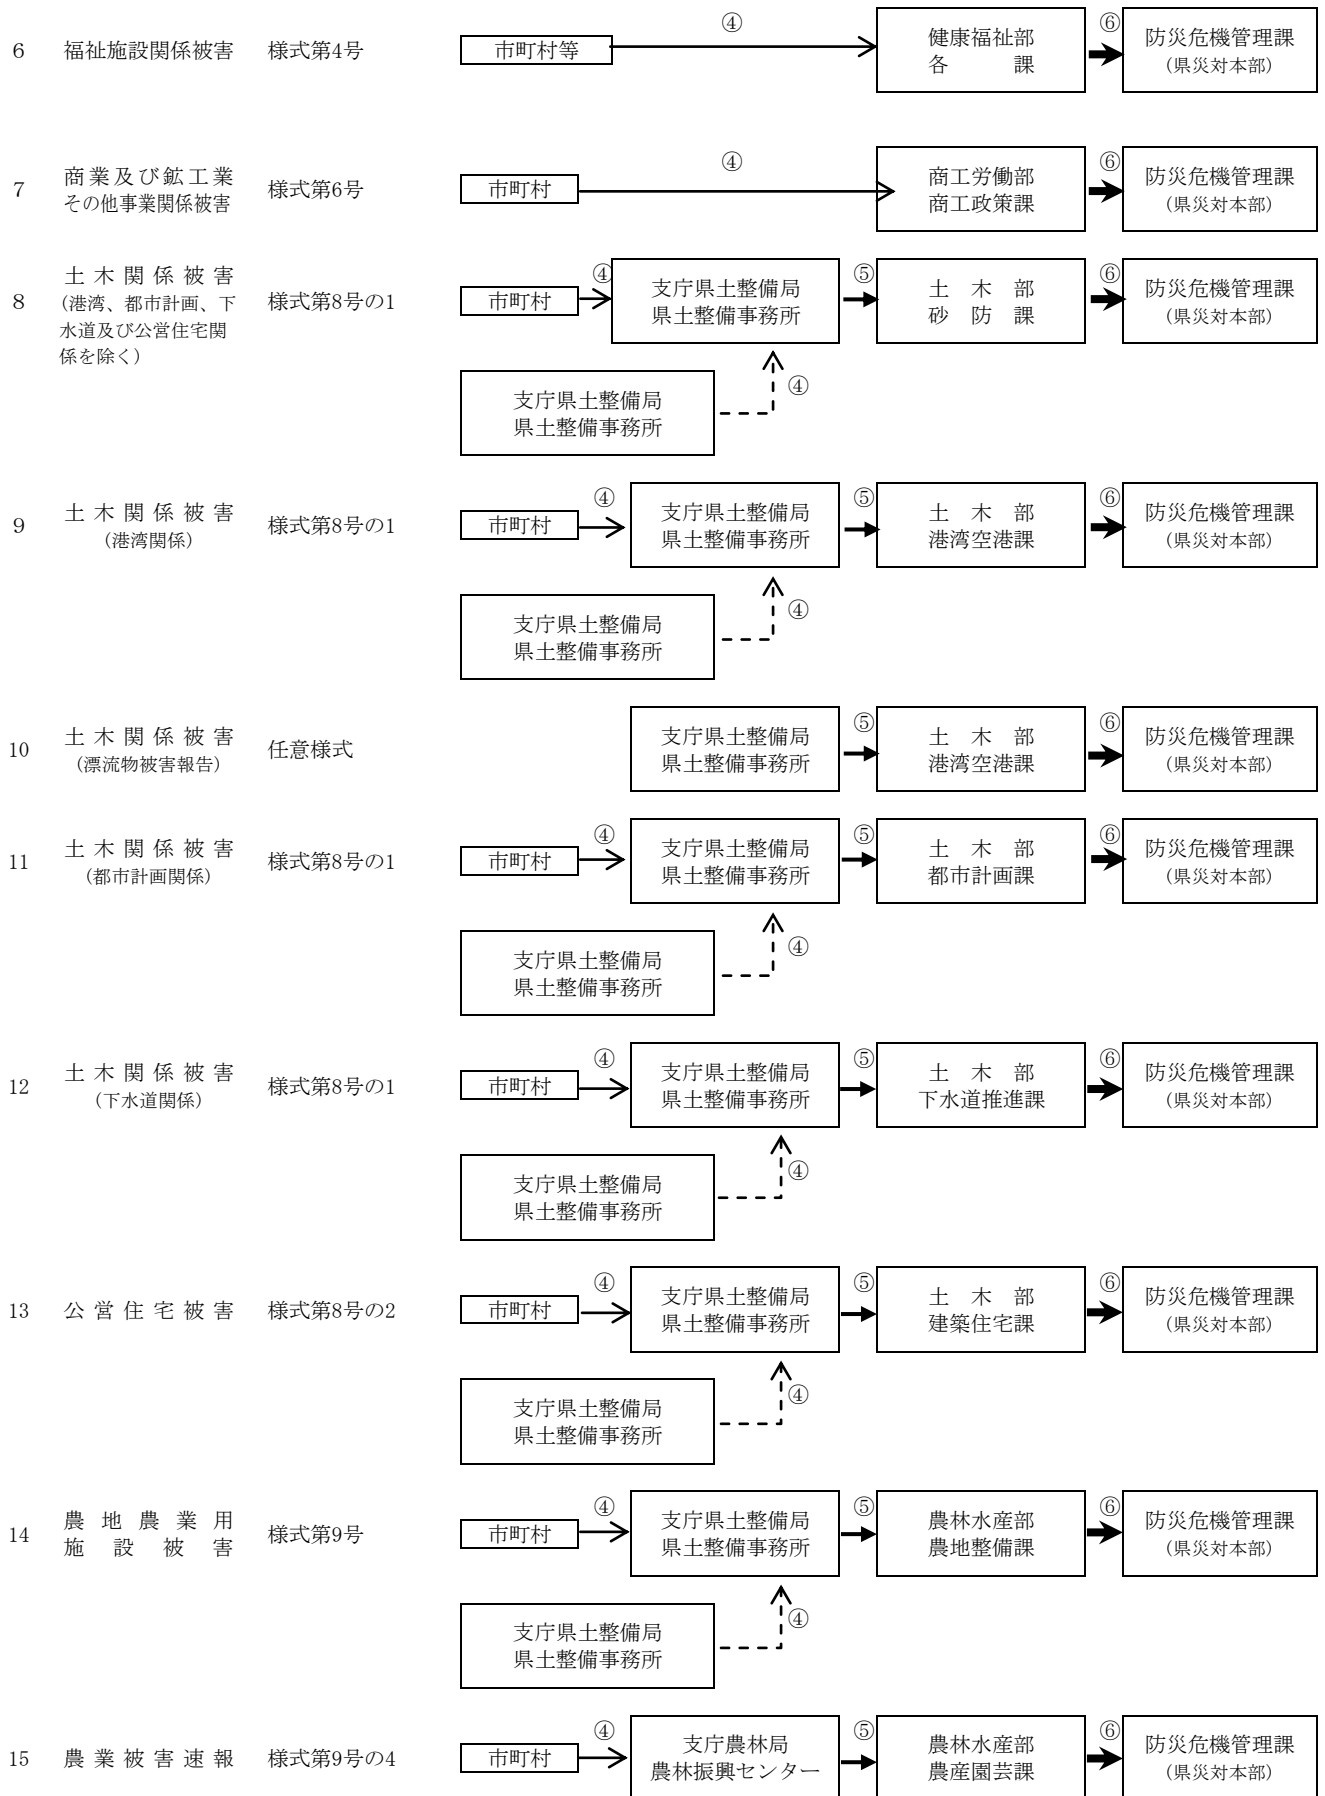 6 福祉施設関係被害 様式第4号 市町村等 ④ 健康福祉部 ⑥ 防災危機管理課
各 課 (県災対本部)
7 商業及び鉱工業 様式第6号 市町村 ④ 商工労働部 ⑥ 防災危機管理課
その他事業関係被害 商工政策課 (県災対本部)
8 土木関係被害 様式第8号の1 市町村 ④ 支庁県土整備局 ⑤ 土木部 ⑥ 防災危機管理課
(港湾、都市計画、下 県土整備事務所 砂防課 (県災対本部)
水道及び公営住宅関
係を除く)
支庁県土整備局 ④
県土整備事務所
9 土木関係被害 様式第8号の1 市町村 ④ 支庁県土整備局 ⑤ 土木部 ⑥ 防災危機管理課
(港湾関係) 県土整備事務所 港湾空港課 (県災対本部)
支庁県土整備局 ④
県土整備事務所
10 土木関係被害 任意様式 支庁県土整備局 ⑤ 土木部 ⑥ 防災危機管理課
(漂流物被害報告) 県土整備事務所 港湾空港課 (県災対本部)
11 土木関係被害 様式第8号の1 市町村 ④ 支庁県土整備局 ⑤ 土木部 ⑥ 防災危機管理課
(都市計画関係) 県土整備事務所 都市計画課 (県災対本部)
支庁県土整備局 ④
県土整備事務所
12 土木関係被害 様式第8号の1 市町村 ④ 支庁県土整備局 ⑤ 土木部 ⑥ 防災危機管理課
(下水道関係) 県土整備事務所 下水道推進課 (県災対本部)
支庁県土整備局 ④
県土整備事務所
13 公営住宅被害 様式第8号の2 市町村 ④ 支庁県土整備局 ⑤ 土木部 ⑥ 防災危機管理課
県土整備事務所 建築住宅課 (県災対本部)
支庁県土整備局 ④
県土整備事務所
14 農地農業用 様式第9号 市町村 ④ 支庁県土整備局 ⑤ 農林水産部 ⑥ 防災危機管理課
施設被害 県土整備事務所 農地整備課 (県災対本部)
支庁県土整備局 ④
県土整備事務所
15 農業被害速報 様式第9号の4 市町村 ④ 支庁農林局 ⑤ 農林水産部 ⑥ 防災危機管理課
農林振興センター 農産園芸課 (県災対本部)